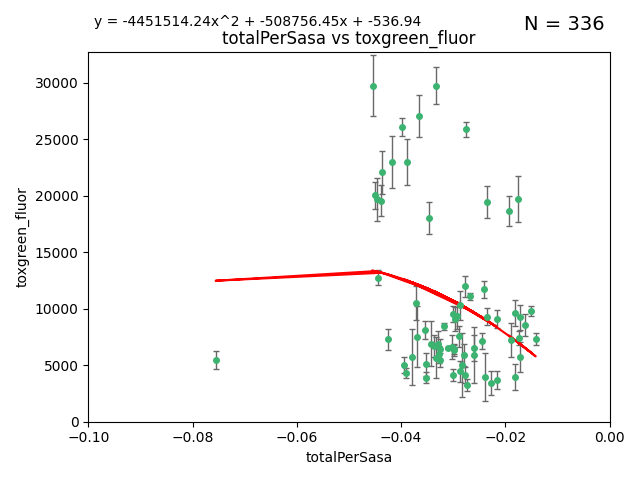 y = -4451514.24x^2 + -508756.45x + -536.94
N = 336
totalPerSasa vs toxgreen_fluor
30000
25000
20000
15000
10000
5000
0
toxgreen_fluor
−0.10
−0.08
−0.06
−0.04
−0.02
0.00
totalPerSasa